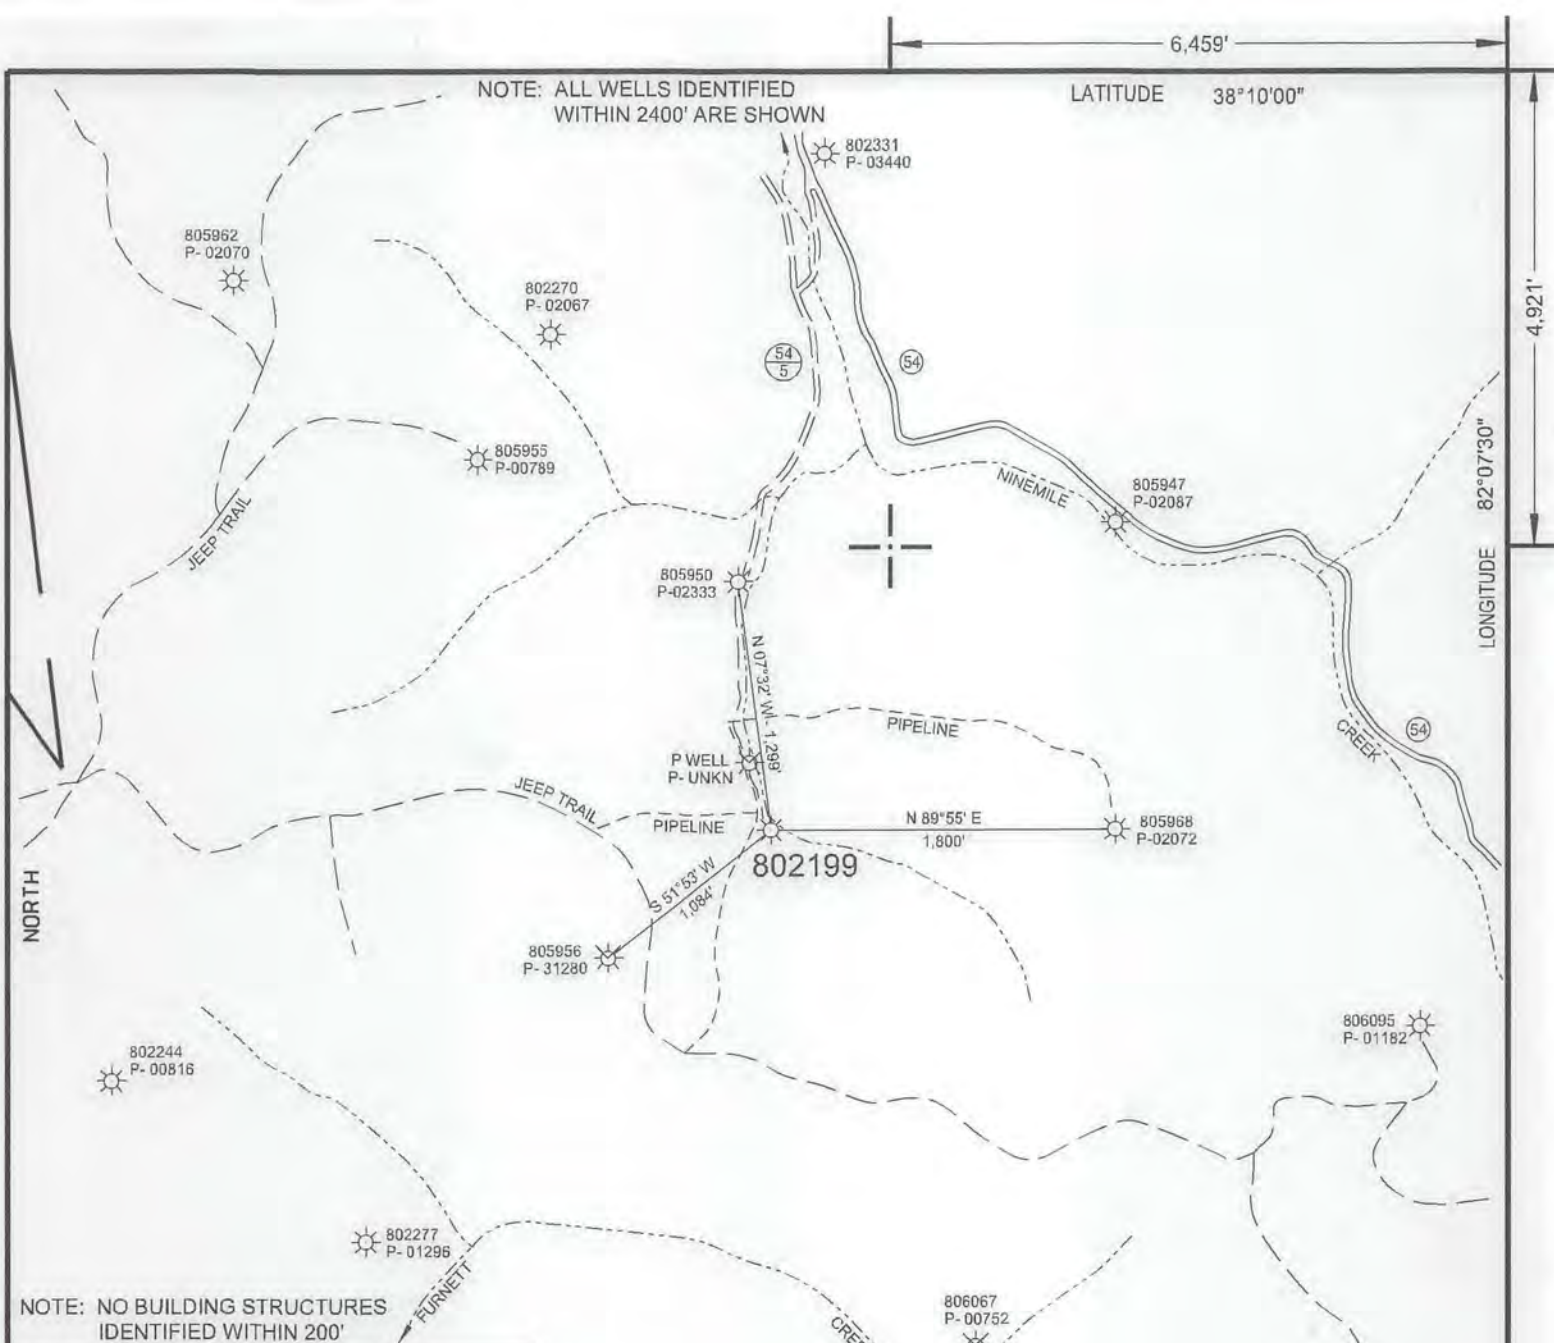 6,459'
NOTE: ALL WELLS IDENTIFIED
WITHIN 2400' ARE SHOWN
LATITUDE 38°10'00"
802331
P- 03440
805962
P- 02070
802270
P- 02067
4,921'
54
5
54
805955
P-00789
LONGITUDE 82°07'30"
NINEMILE
805947
P-02087
JEEP TRAIL
805950
P-02333
N 07°32' W 1,299'
PIPELINE
CREEK
54
P WELL
P- UNKN
JEEP TRAIL
PIPELINE
N 89°55' E
1,800'
805968
P-02072
802199
S 51°53' W
1,084'
NORTH
805956
P- 31280
806095
P- 01182
802244
P- 00816
802277
P- 01296
FURNETT
NOTE: NO BUILDING STRUCTURES
IDENTIFIED WITHIN 200'
806067
P- 00752